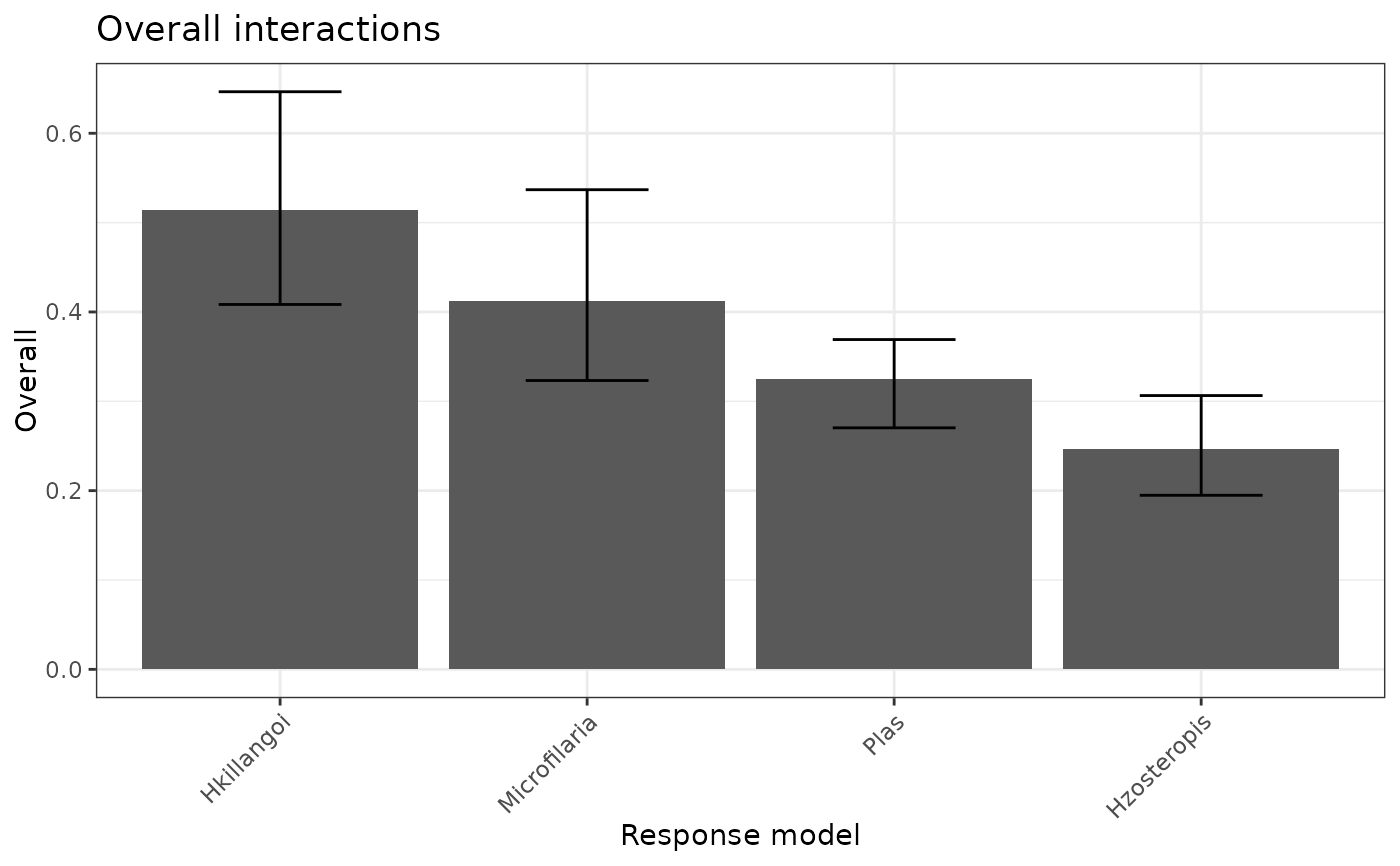 Overall interactions
Overall
0.6
0.4
0.2
0.0
Hkillangoi
Microfilaria
Plas
Hzosteropis
Response model